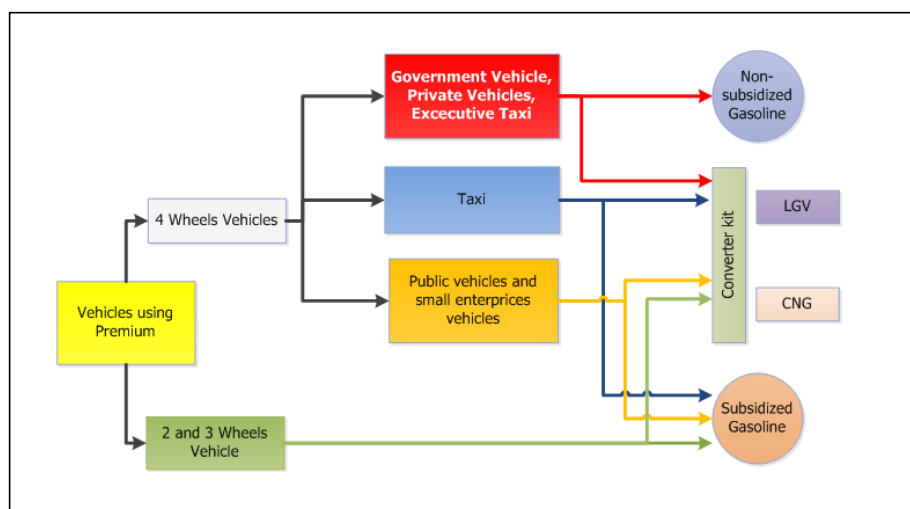 Government Vehicle,
Private Vehicles,
Excecutive Taxi
Non-
subsidized
Gasoline
4 Wheels Vehicles
Taxi
Converter kit
LGV
Vehicles using
Premium
Public vehicles and
small enterprices
vehicles
CNG
2 and 3 Wheels
Vehicle
Subsidized
Gasoline